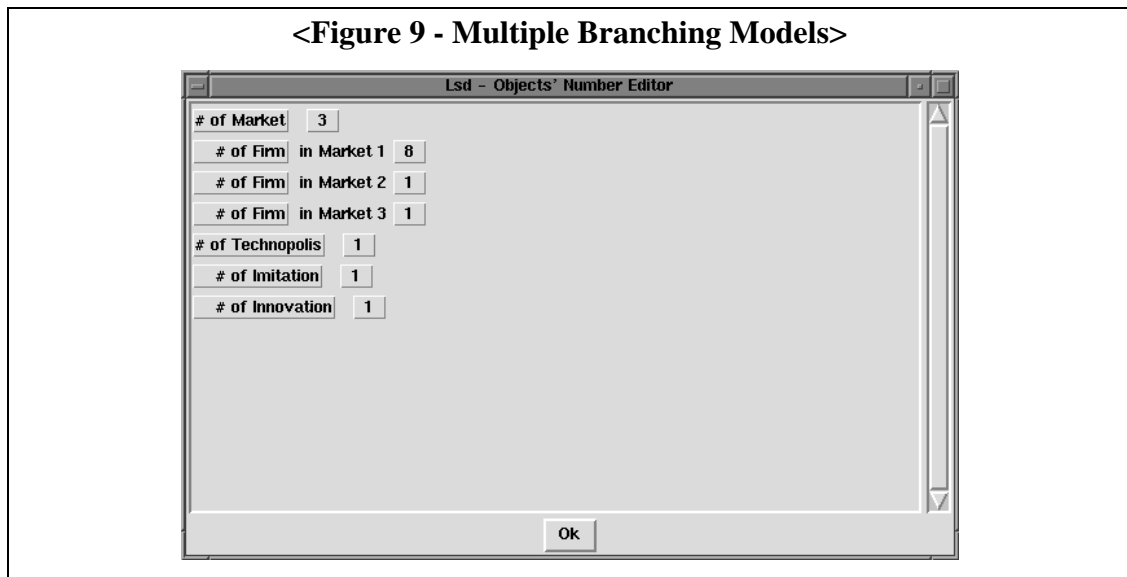 <Figure 9 - Multiple Branching Models>
Lsd - Objects' Number Editor
# of Market 3
# of Firm in Market 1 8
# of Firm in Market 2 1
# of Firm in Market 3 1
# of Technopolis 1
# of Imitation 1
# of Innovation 1
Ok